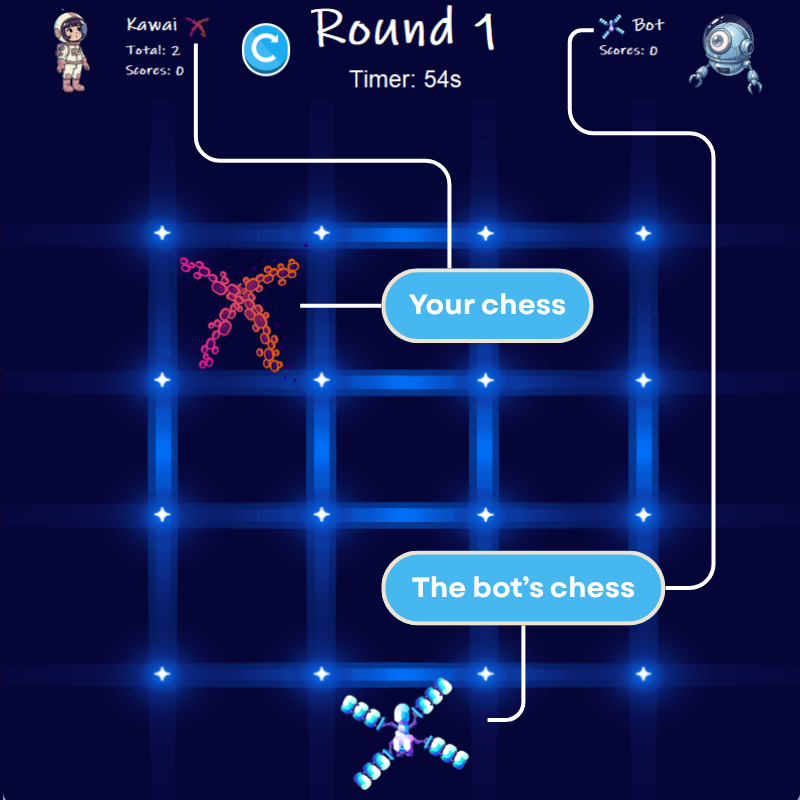 Kawai
Total: 2
Scores: 0
Round 1
Timer: 54s
Bot
Scores: 0
Your chess
The bot's chess